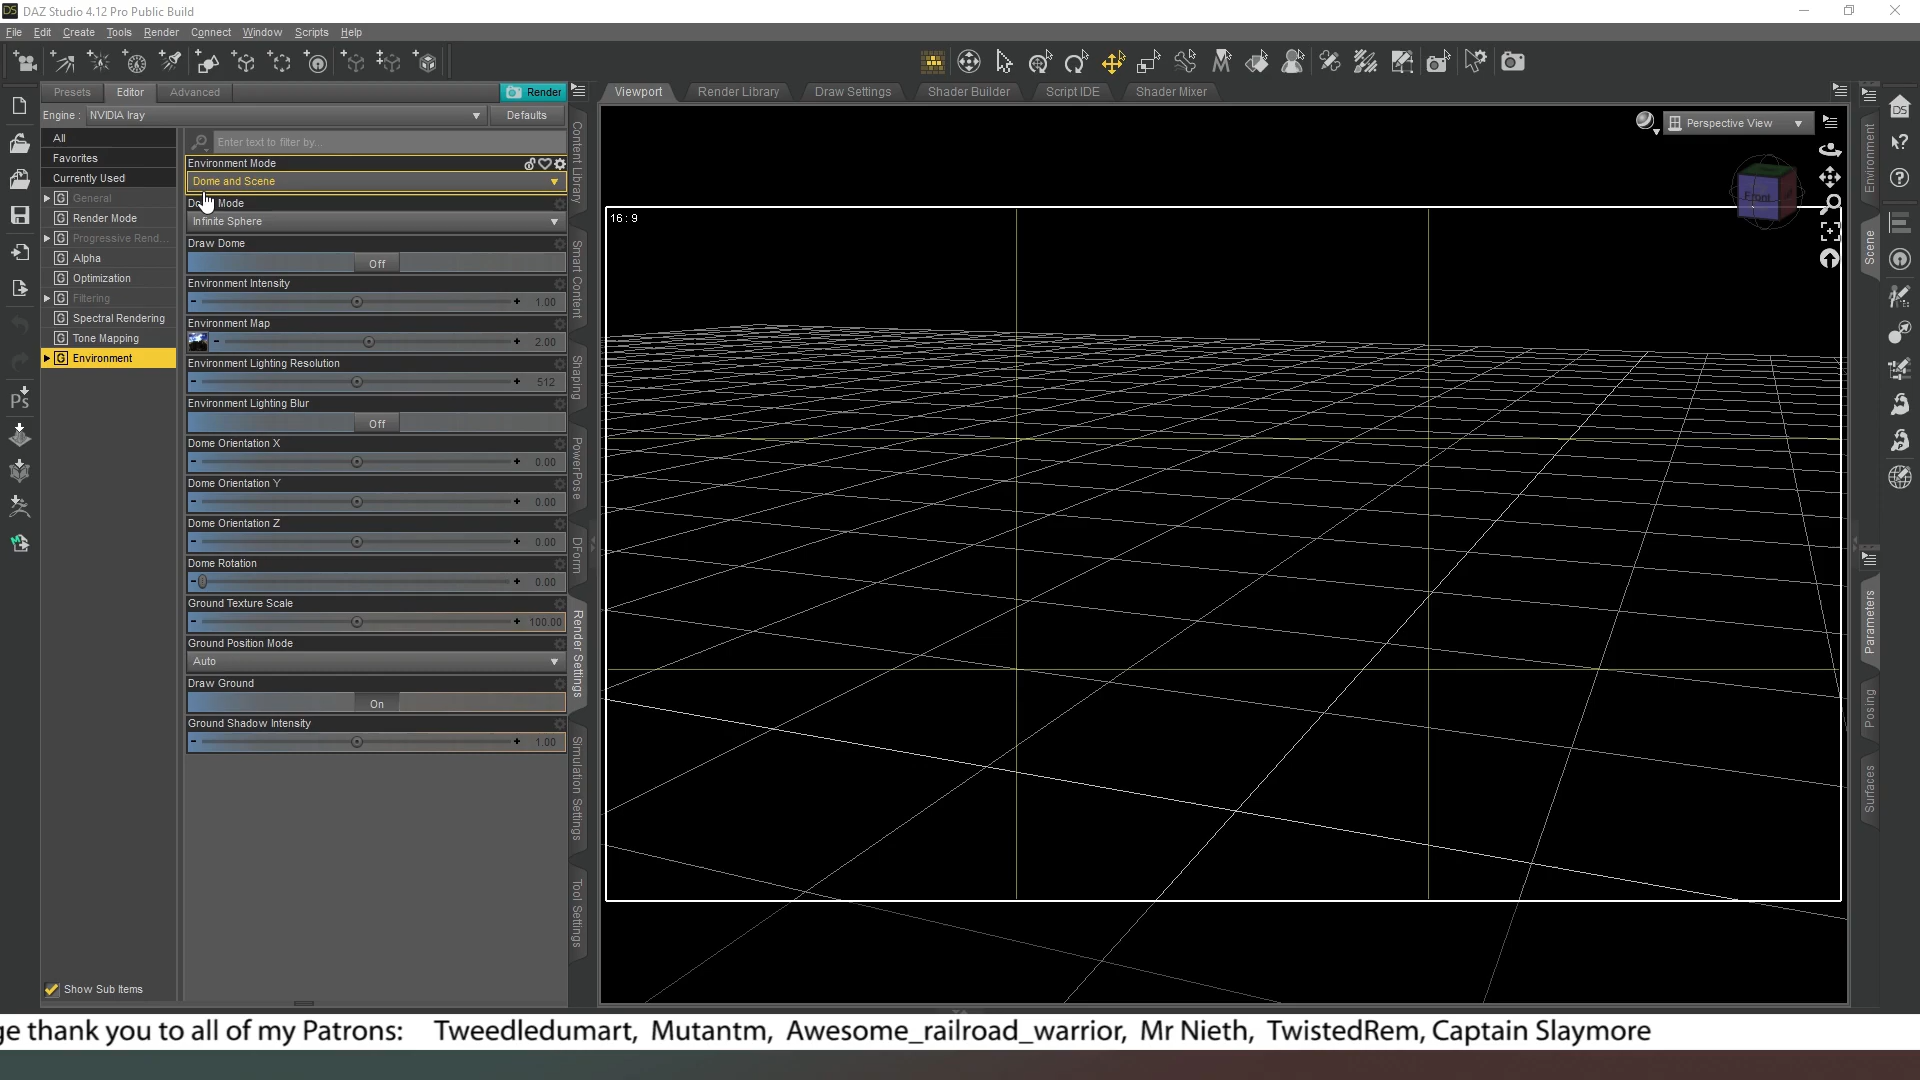 DAZ Studio 4.12 Pro Public Build
File Edit Create Tools Render Connect Window Scripts Help
Presets Editor Advanced Render
Engine : NVIDIA Iray Defaults
All
Favorites
Currently Used
G General
G Render Mode
G Progressive Rend...
G Alpha
G Optimization
G Filtering
G Spectral Rendering
G Tone Mapping
G Environment
Show Sub Items
Enter text to filter by...
Environment Mode
Dome and Scene
Mode
Infinite Sphere
Draw Dome
Off
Environment Intensity
1.00
Environment Map
2.00
Environment Lighting Resolution
512
Environment Lighting Blur
Off
Dome Orientation X
0.00
Dome Orientation Y
0.00
Dome Orientation Z
0.00
Dome Rotation
0.00
Ground Texture Scale
100.00
Ground Position Mode
Auto
Draw Ground
On
Ground Shadow Intensity
1.00
Content Library
Smart Content
Shaping
PowerPose
DForm
Render Settings
Simulation Settings
Tool Settings
Viewport Render Library Draw Settings Shader Builder Script IDE Shader Mixer
Perspective View
Front
16 : 9
Environment
Scene
Parameters
Posing
Surfaces
ge thank you to all of my Patrons: Tweedledumart, Mutantm, Awesome_railroad_warrior, Mr Nieth, TwistedRem, Captain Slaymore